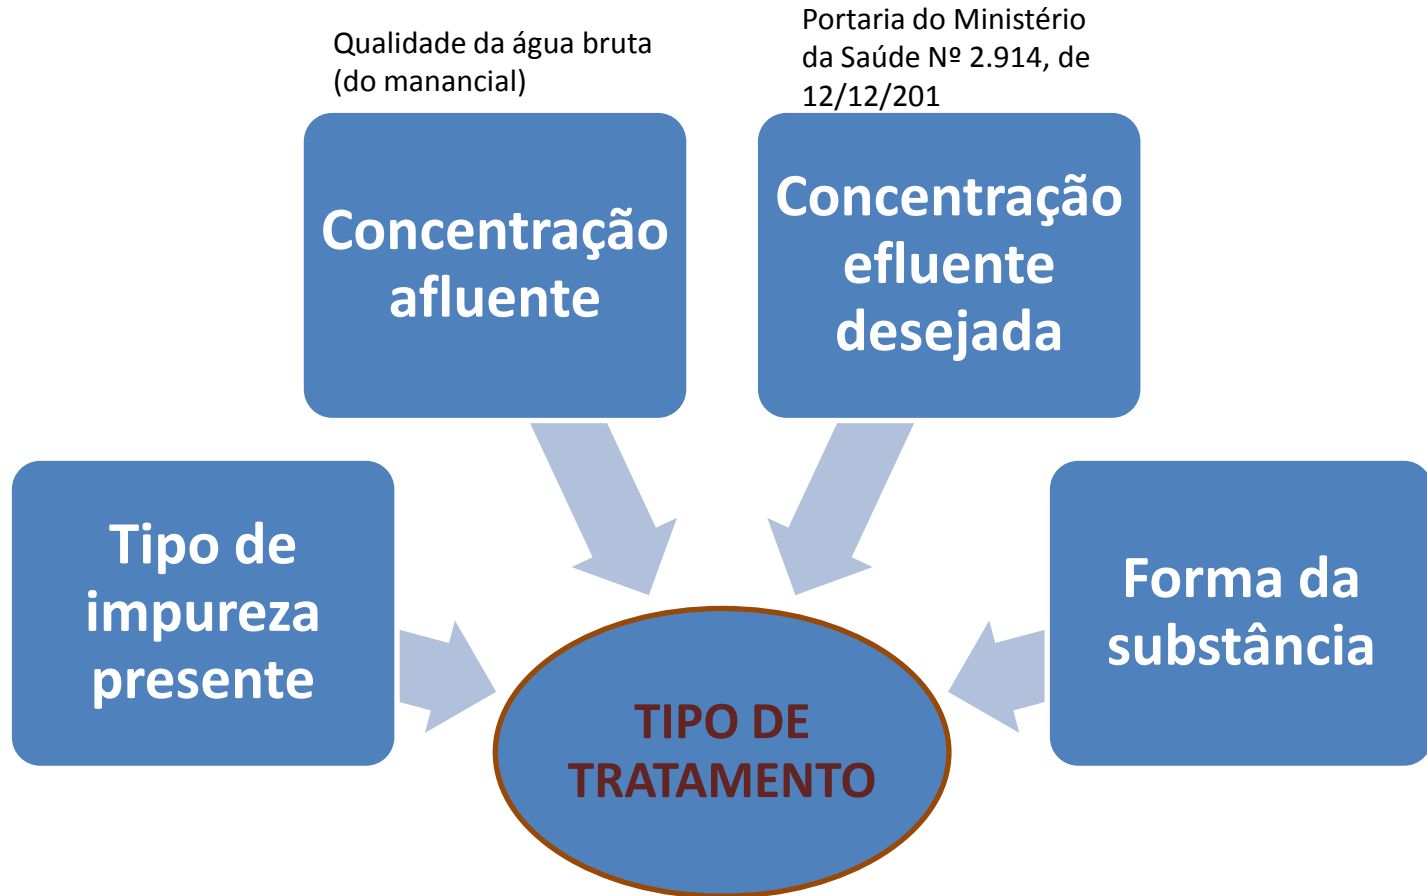 Qualidade da água bruta
(do manancial)
Portaria do Ministério
da Saúde Nº 2.914, de
12/12/201
Concentração
afluente
Concentração
efluente
desejada
Tipo de
impureza
presente
Forma da
substância
TIPO DE
TRATAMENTO